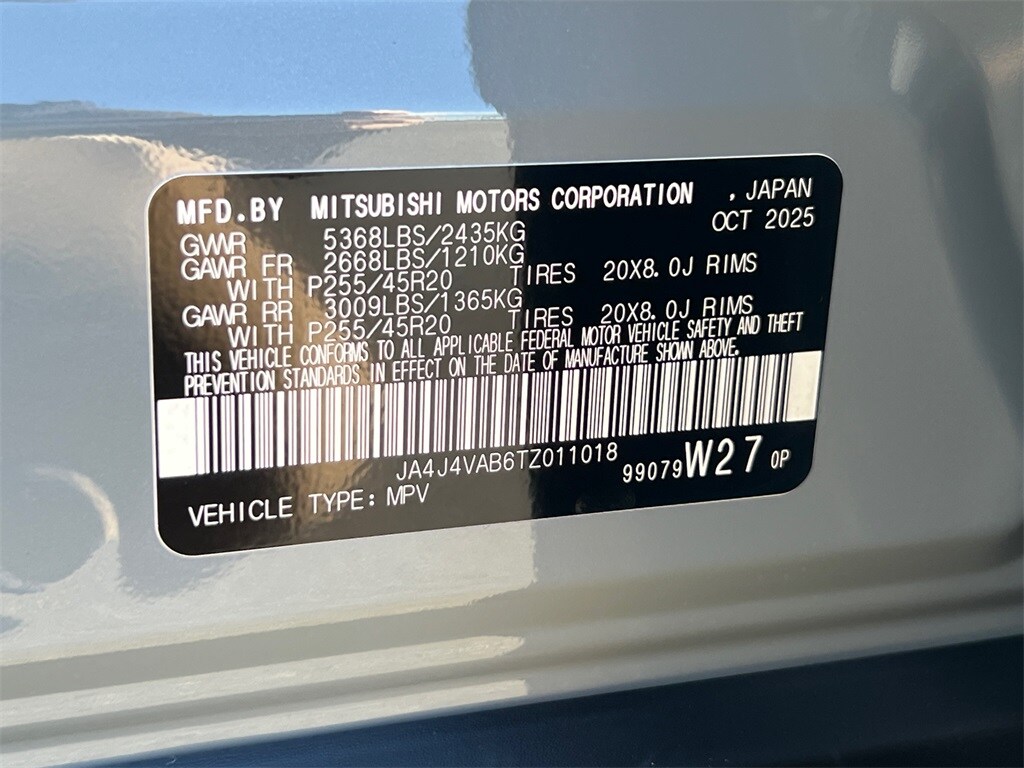 MFD.BY MITSUBISHI MOTORS CORPORATION , JAPAN
OCT 2025
GVWR 5368LBS/2435KG
GAWR FR 2668LBS/1210KG
WITH P255/45R20 TIRES 20X8.0J RIMS
GAWR RR 3009LBS/1365KG
WITH P255/45R20 TIRES 20X8.0J RIMS
THIS VEHICLE CONFORMS TO ALL APPLICABLE FEDERAL MOTOR VEHICLE SAFETY AND THEFT
PREVENTION STANDARDS IN EFFECT ON THE DATE OF MANUFACTURE SHOWN ABOVE.
JA4J4VAB6TZ011018 99079 W27 0P
VEHICLE TYPE: MPV